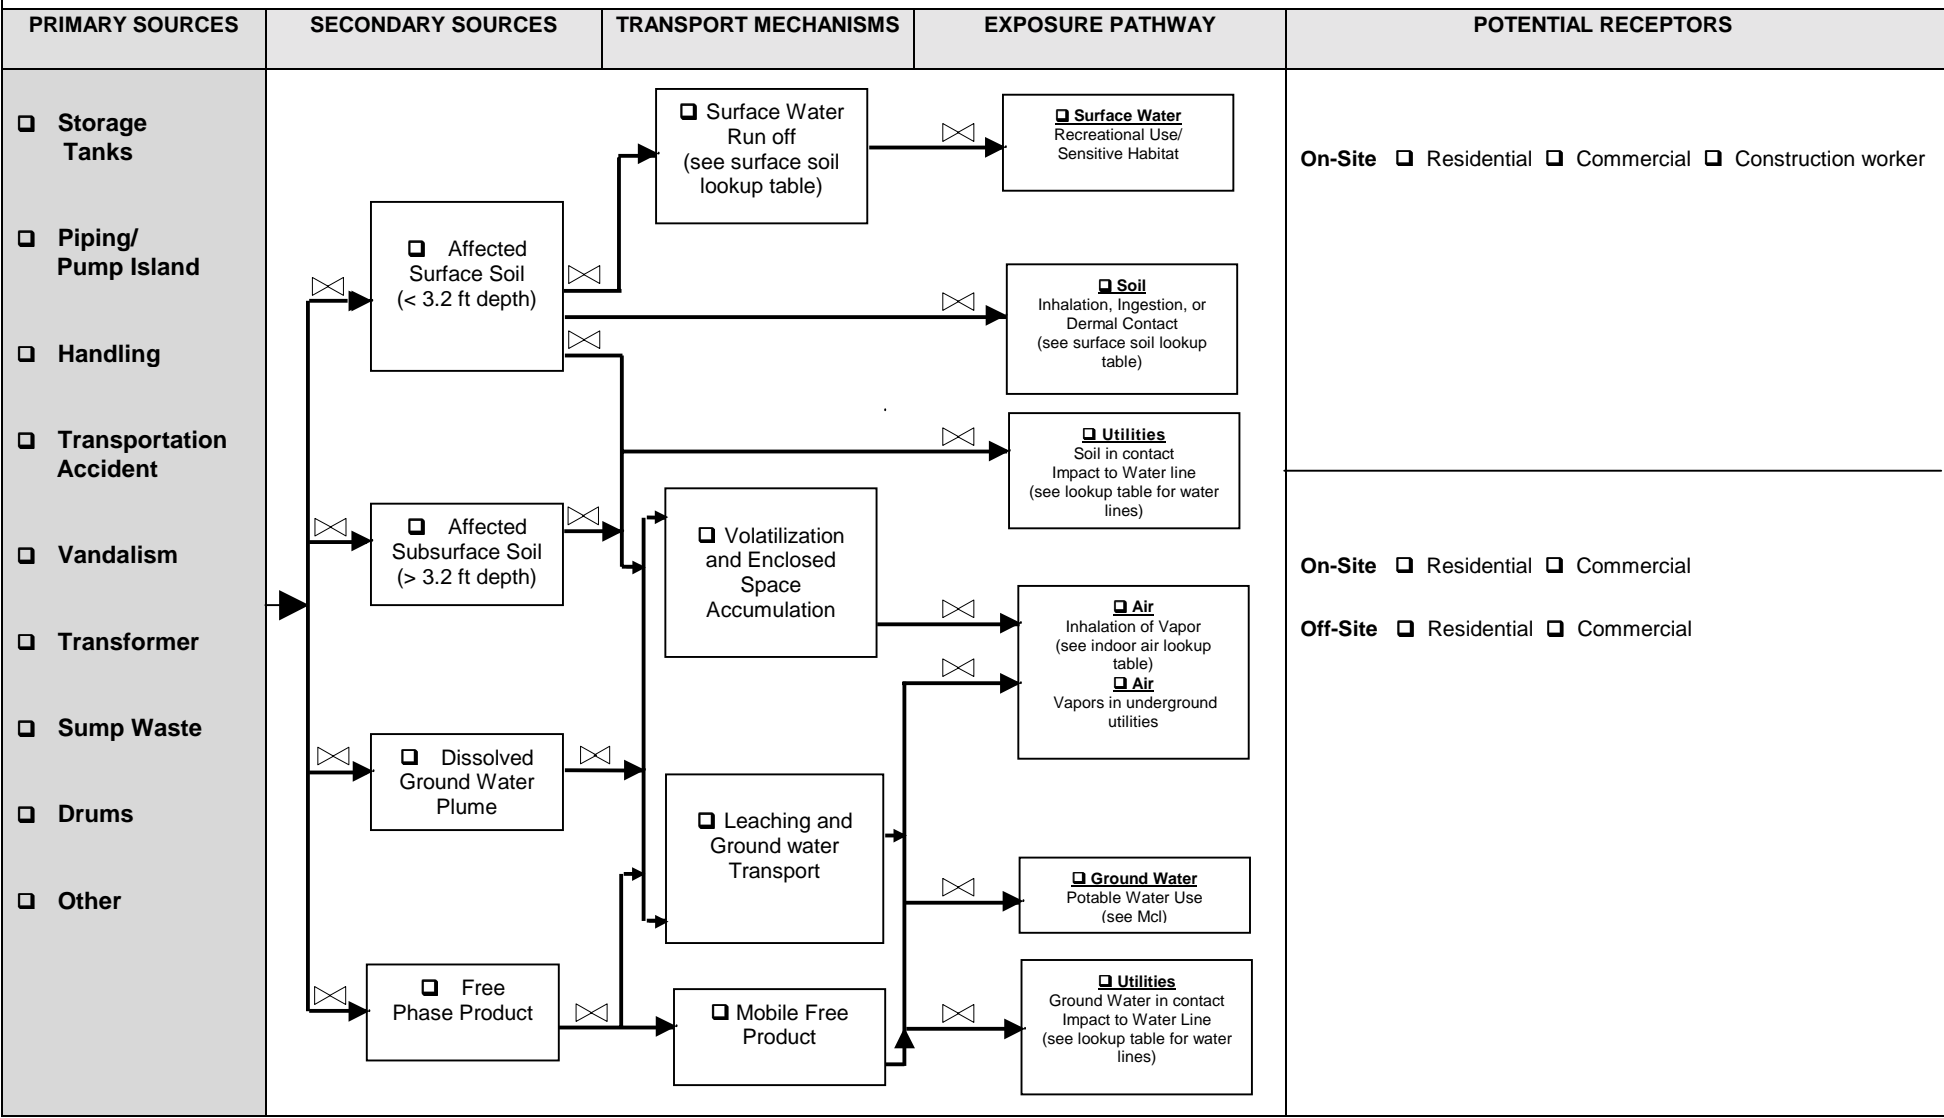 PRIMARY SOURCES
SECONDARY SOURCES
TRANSPORT MECHANISMS
EXPOSURE PATHWAY
POTENTIAL RECEPTORS
❑ Storage
Tanks
❑ Piping/
Pump Island
❑ Handling
❑ Transportation
Accident
❑ Vandalism
❑ Transformer
❑ Sump Waste
❑ Drums
❑ Other
❑ Affected
Surface Soil
(< 3.2 ft depth)
❑ Affected
Subsurface Soil
(> 3.2 ft depth)
❑ Dissolved
Ground Water
Plume
❑ Free
Phase Product
❑ Surface Water
Run off
(see surface soil
lookup table)
❑ Volatilization
and Enclosed
Space
Accumulation
❑ Leaching and
Ground water
Transport
❑ Mobile Free
Product
❑ Surface Water
Recreational Use/
Sensitive Habitat
❑ Soil
Inhalation, Ingestion, or
Dermal Contact
(see surface soil lookup
table)
❑ Utilities
Soil in contact
Impact to Water line
(see lookup table for water
lines)
❑ Air
Inhalation of Vapor
(see indoor air lookup
table)
❑ Air
Vapors in underground
utilities
❑ Ground Water
Potable Water Use
(see Mcl)
❑ Utilities
Ground Water in contact
Impact to Water Line
(see lookup table for water
lines)
On-Site ❑ Residential ❑ Commercial ❑ Construction worker
On-Site ❑ Residential ❑ Commercial
Off-Site ❑ Residential ❑ Commercial